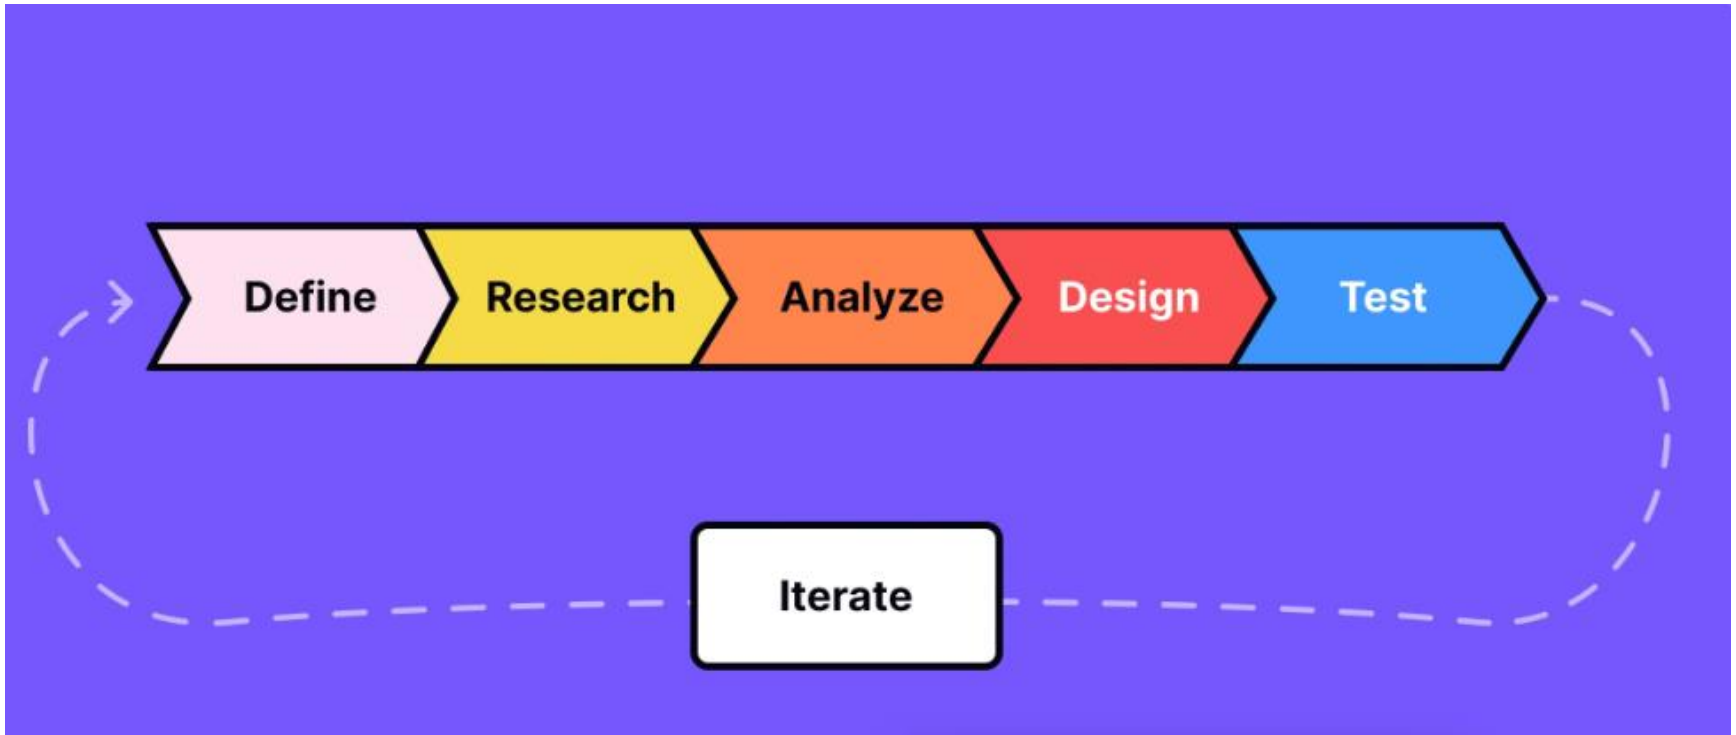 Define
Research
Analyze
Design
Test
Iterate